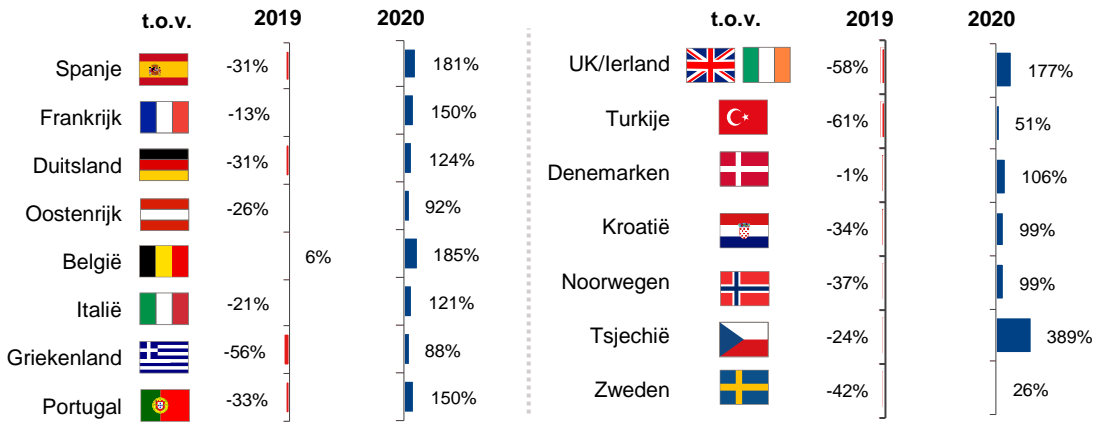 t.o.v. 2019 2020
Spanje -31% 181%
Frankrijk -13% 150%
Duitsland -31% 124%
Oostenrijk -26% 92%
België 6% 185%
Italië -21% 121%
Griekenland -56% 88%
Portugal -33% 150%
t.o.v. 2019 2020
UK/Ierland -58% 177%
Turkije -61% 51%
Denemarken -1% 106%
Kroatië -34% 99%
Noorwegen -37% 99%
Tsjechië -24% 389%
Zweden -42% 26%